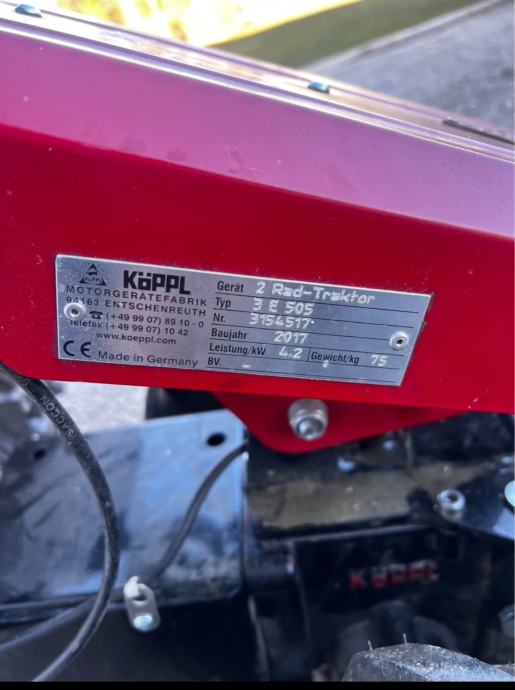 KÖPPL
MOTORGERÄTEFABRIK
94163 ENTSCHENREUTH
☎ (+49 99 07) 89 10 - 0
Telefax (+49 99 07) 10 42
www.koeppl.com
CE Made in Germany
Gerät 2 Rad-Traktor
Typ 3 E 505
Nr. 3154517
Baujahr 2017
Leistung/kW 4.2 Gewicht/kg 75
BV. -
SACCON
KÖPPL